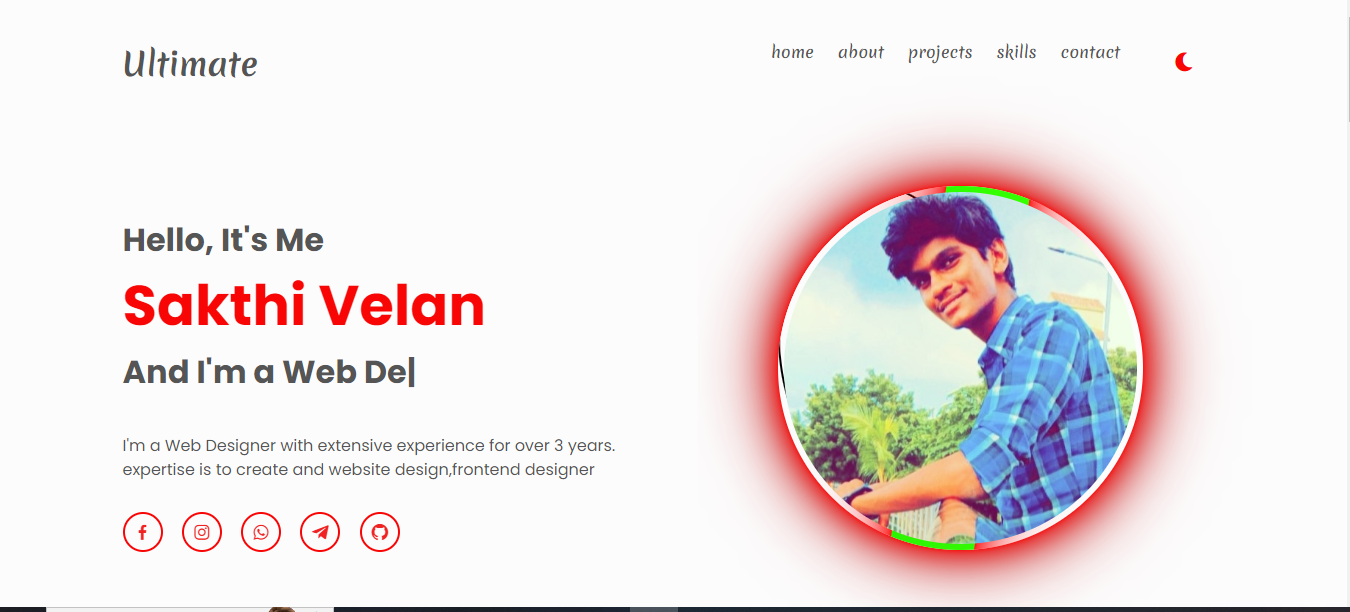 Ultimate
home about projects skills contact
Hello, It's Me
Sakthi Velan
And I'm a Web De|
I'm a Web Designer with extensive experience for over 3 years.
expertise is to create and website design,frontend designer